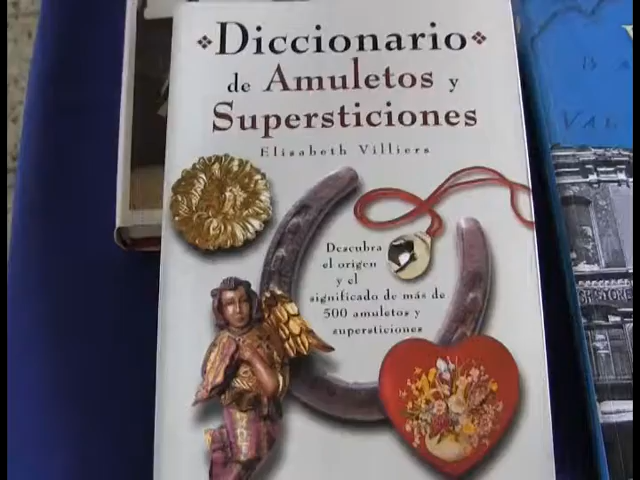 Diccionario
de Amuletos y
Supersticiones
Elisabeth Villiers
Descubra
el origen
y el
significado de más de
500 amuletos y
supersticiones